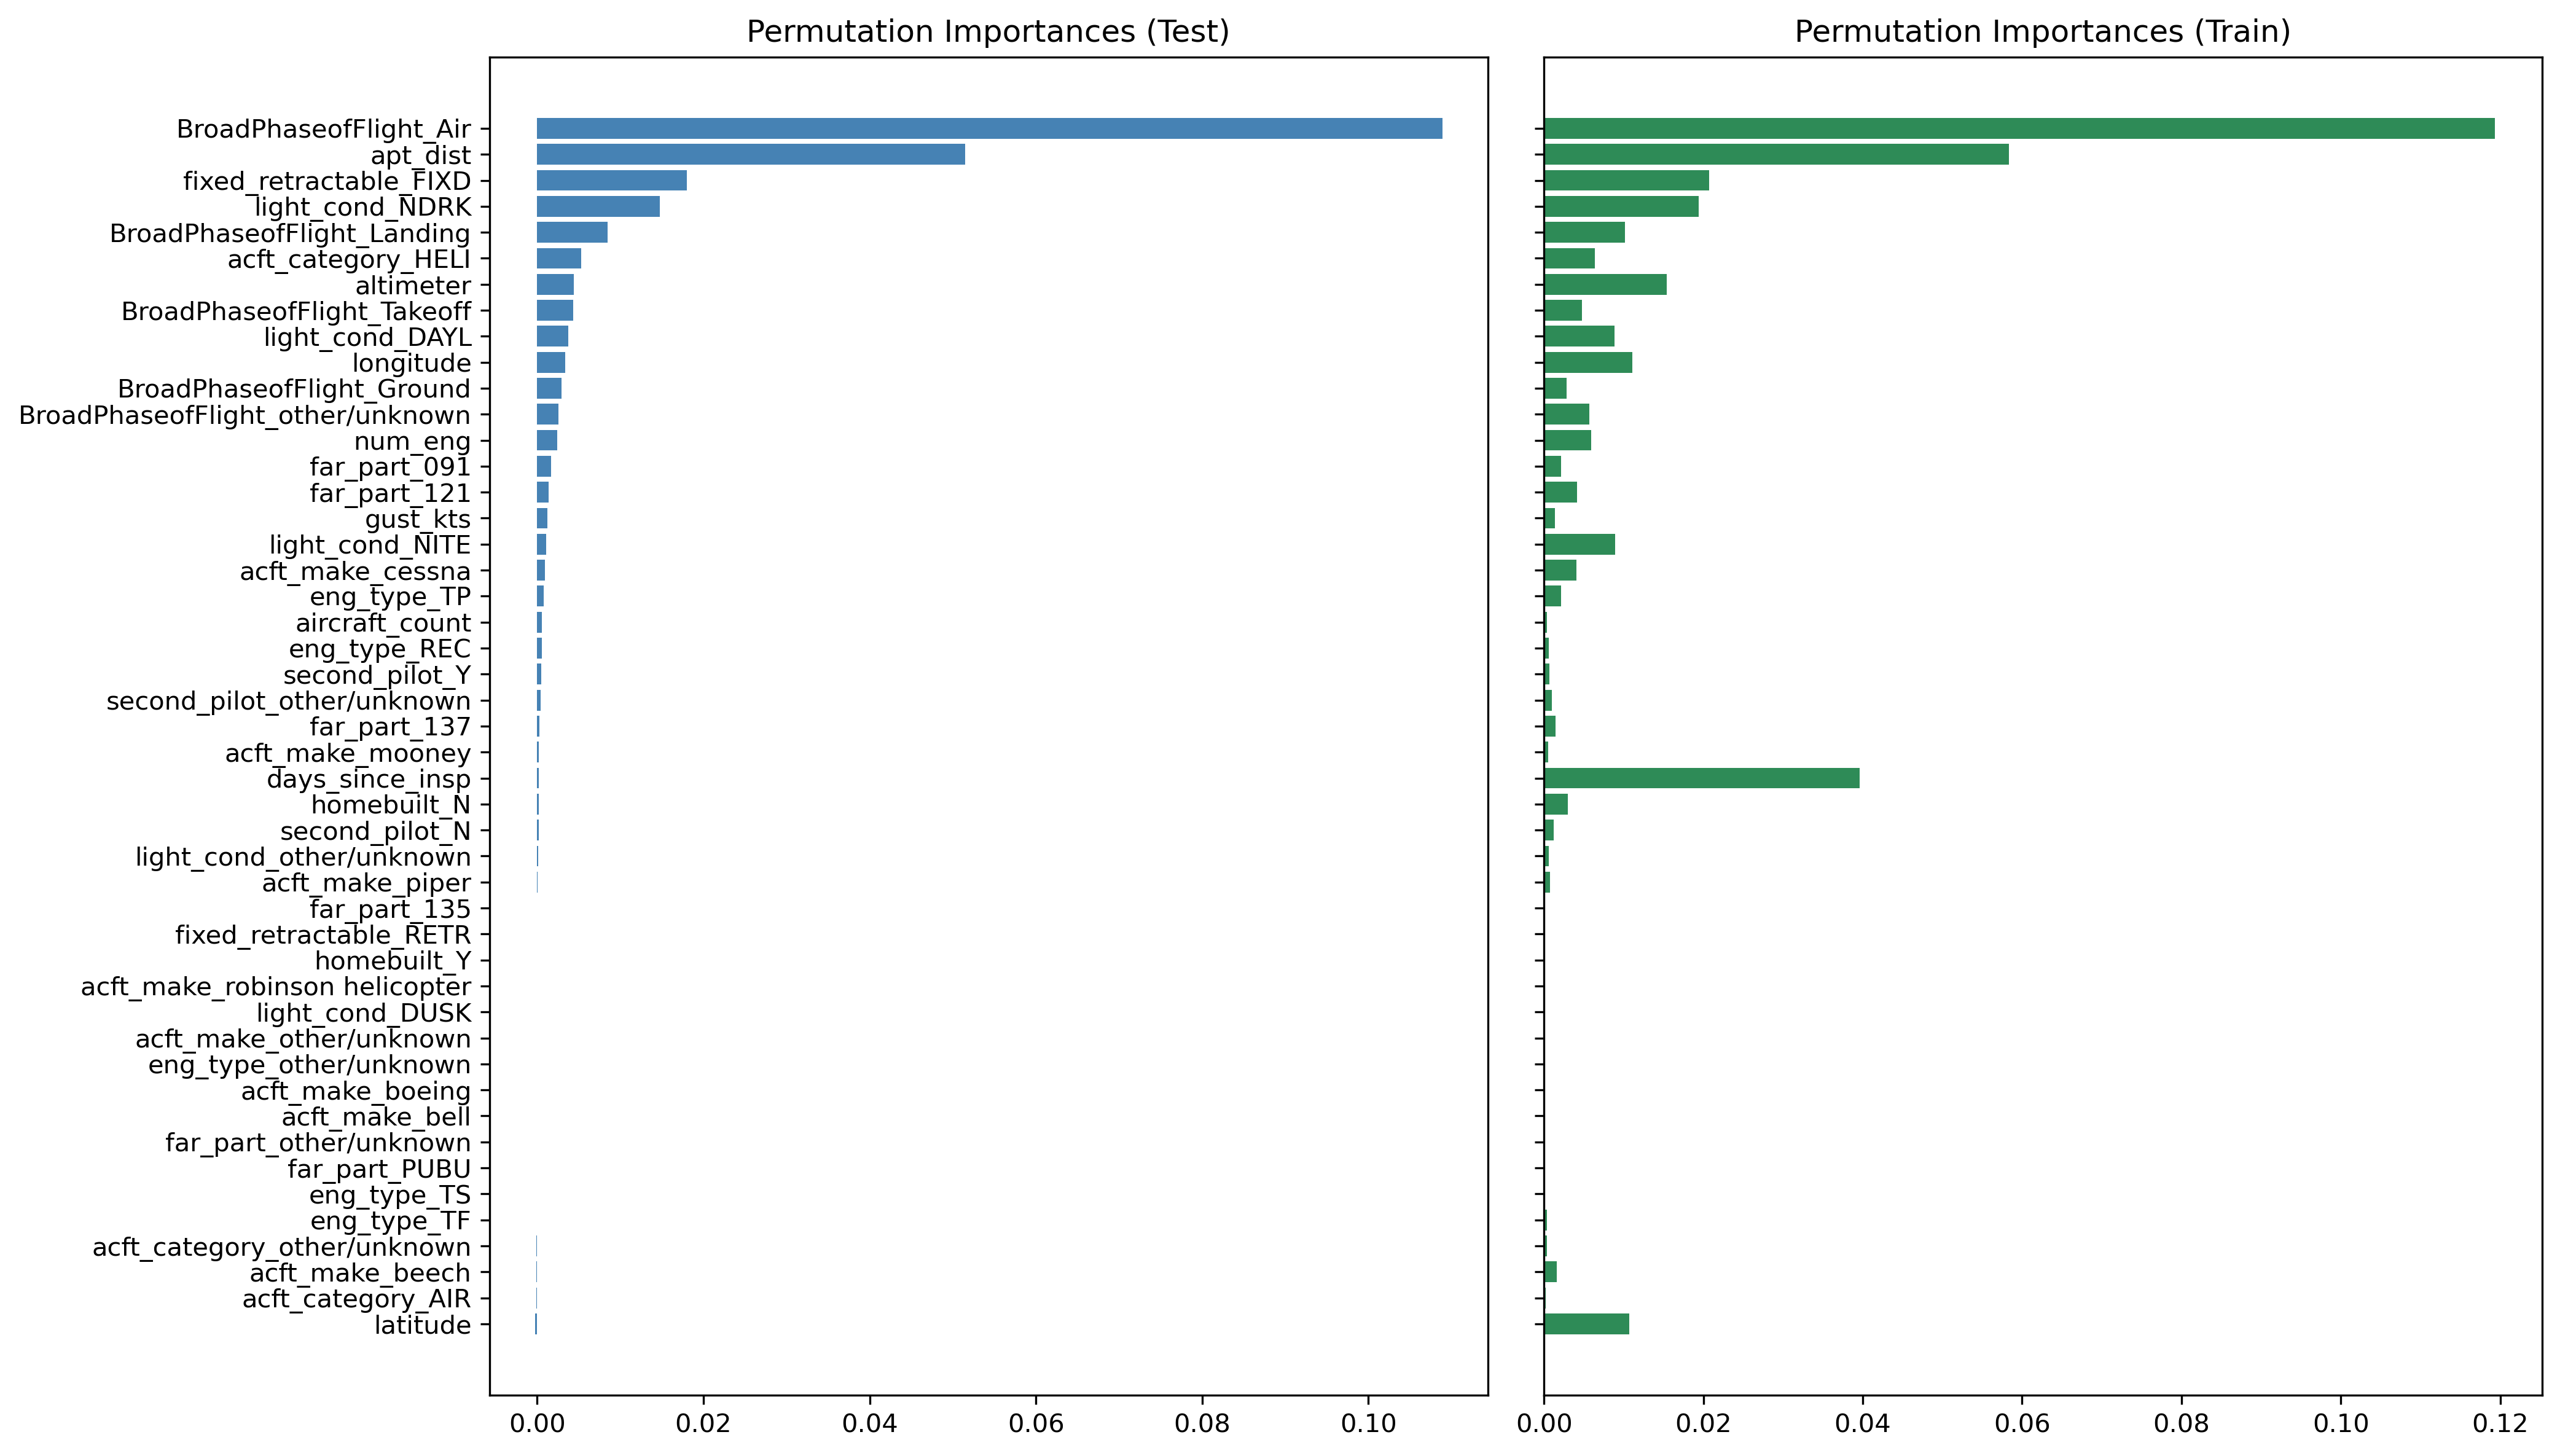 Permutation Importances (Test)
Permutation Importances (Train)
BroadPhaseofFlight_Air
apt_dist
fixed_retractable_FIXD
light_cond_NDRK
BroadPhaseofFlight_Landing
acft_category_HELI
altimeter
BroadPhaseofFlight_Takeoff
light_cond_DAYL
longitude
BroadPhaseofFlight_Ground
BroadPhaseofFlight_other/unknown
num_eng
far_part_091
far_part_121
gust_kts
light_cond_NITE
acft_make_cessna
eng_type_TP
aircraft_count
eng_type_REC
second_pilot_Y
second_pilot_other/unknown
far_part_137
acft_make_mooney
days_since_insp
homebuilt_N
second_pilot_N
light_cond_other/unknown
acft_make_piper
far_part_135
fixed_retractable_RETR
homebuilt_Y
acft_make_robinson helicopter
light_cond_DUSK
acft_make_other/unknown
eng_type_other/unknown
acft_make_boeing
acft_make_bell
far_part_other/unknown
far_part_PUBU
eng_type_TS
eng_type_TF
acft_category_other/unknown
acft_make_beech
acft_category_AIR
latitude
0.00 0.02 0.04 0.06 0.08 0.10
0.00 0.02 0.04 0.06 0.08 0.10 0.12